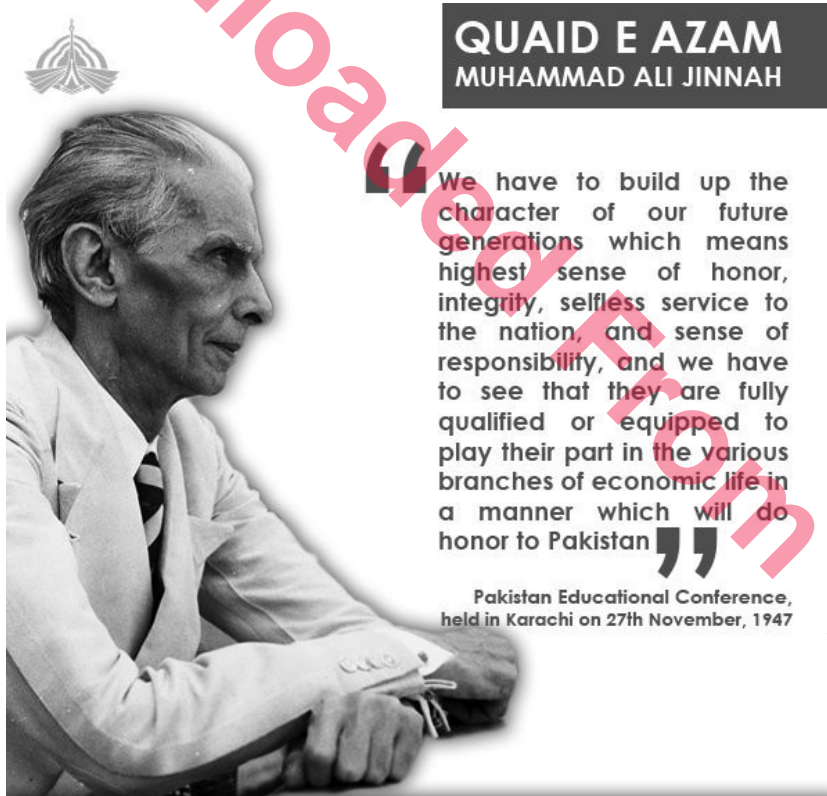 QUAID E AZAM
MUHAMMAD ALI JINNAH
We have to build up the
character of our future
generations which means
highest sense of honor,
integrity, selfless service to
the nation, and sense of
responsibility, and we have
to see that they are fully
qualified or equipped to
play their part in the various
branches of economic life in
a manner which will do
honor to Pakistan
Pakistan Educational Conference,
held in Karachi on 27th November, 1947
From